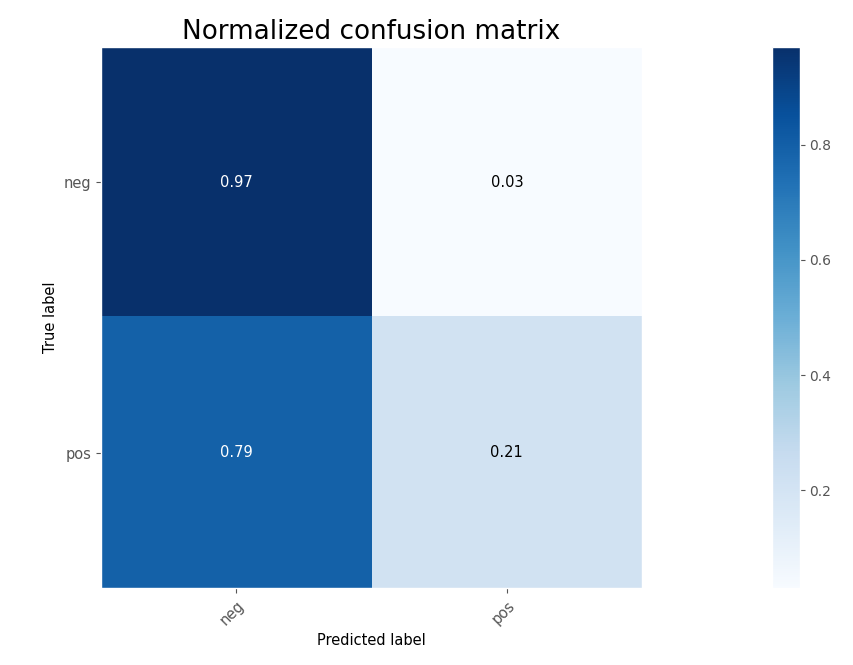 Normalized confusion matrix
neg
0.97
0.03
0.8
0.6
True label
0.4
pos
0.79
0.21
0.2
neg
pos
Predicted label